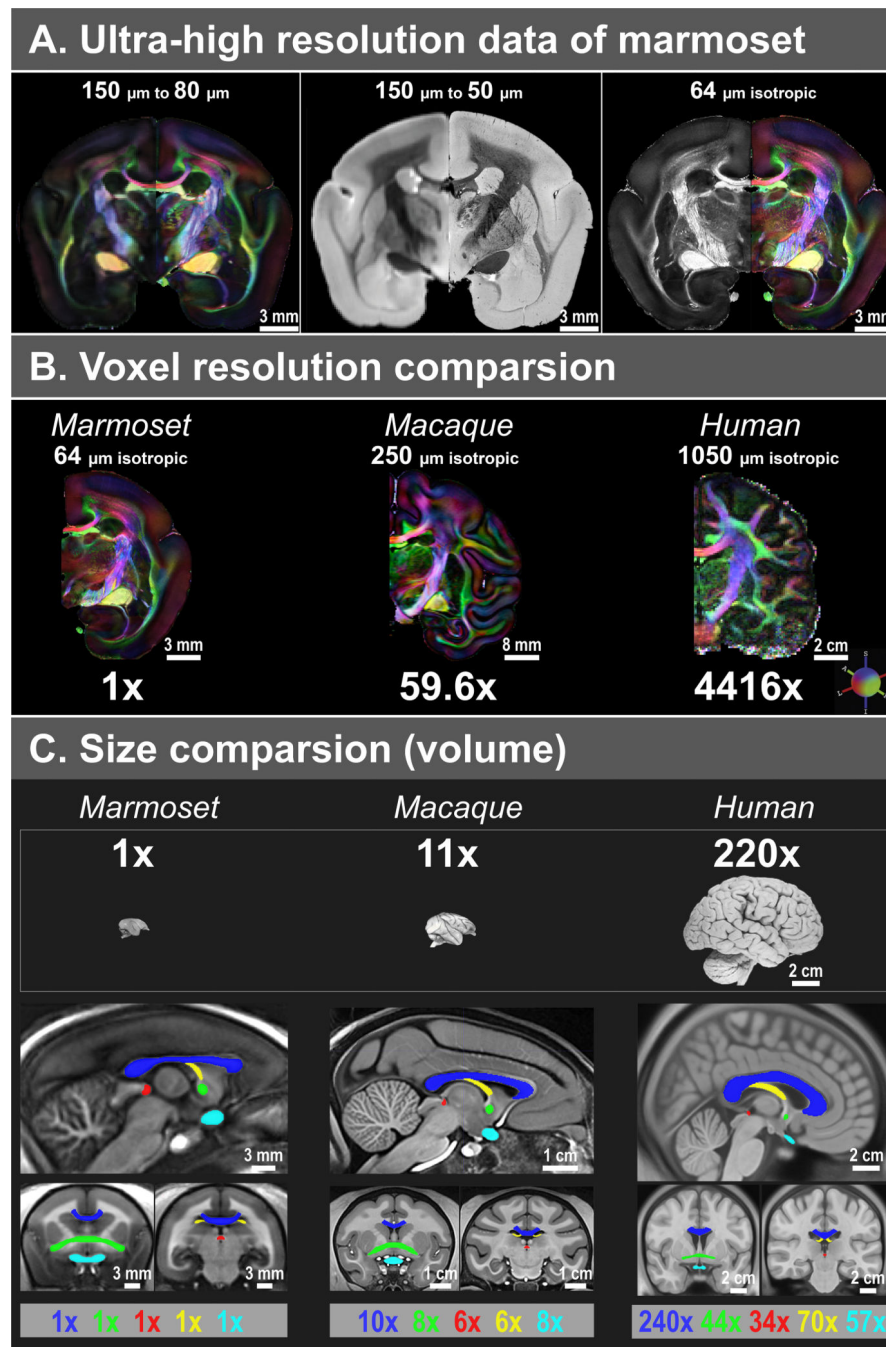 A. Ultra-high resolution data of marmoset
150 µm to 80 µm
150 µm to 50 µm
64 µm isotropic
3 mm
3 mm
3 mm
B. Voxel resolution comparsion
Marmoset
Macaque
Human
64 µm isotropic
250 µm isotropic
1050 µm isotropic
3 mm
8 mm
2 cm
1x
59.6x
4416x
S
A
L
I
C. Size comparsion (volume)
Marmoset
Macaque
Human
1x
11x
220x
2 cm
3 mm
1 cm
2 cm
3 mm
3 mm
1 cm
1 cm
2 cm
2 cm
1x 1x 1x 1x 1x
10x 8x 6x 6x 8x
240x 44x 34x 70x 57x